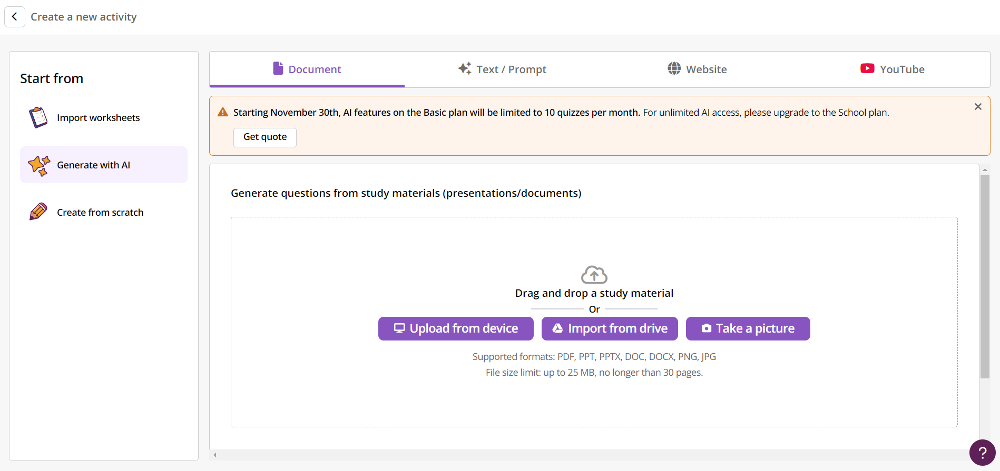 Create a new activity
Start from
Import worksheets
Generate with AI
Create from scratch
Document
Text / Prompt
Website
YouTube
Starting November 30th, AI features on the Basic plan will be limited to 10 quizzes per month. For unlimited AI access, please upgrade to the School plan.
Get quote
Generate questions from study materials (presentations/documents)
Drag and drop a study material
Or
Upload from device
Import from drive
Take a picture
Supported formats: PDF, PPT, PPTX, DOC, DOCX, PNG, JPG
File size limit: up to 25 MB, no longer than 30 pages.
?